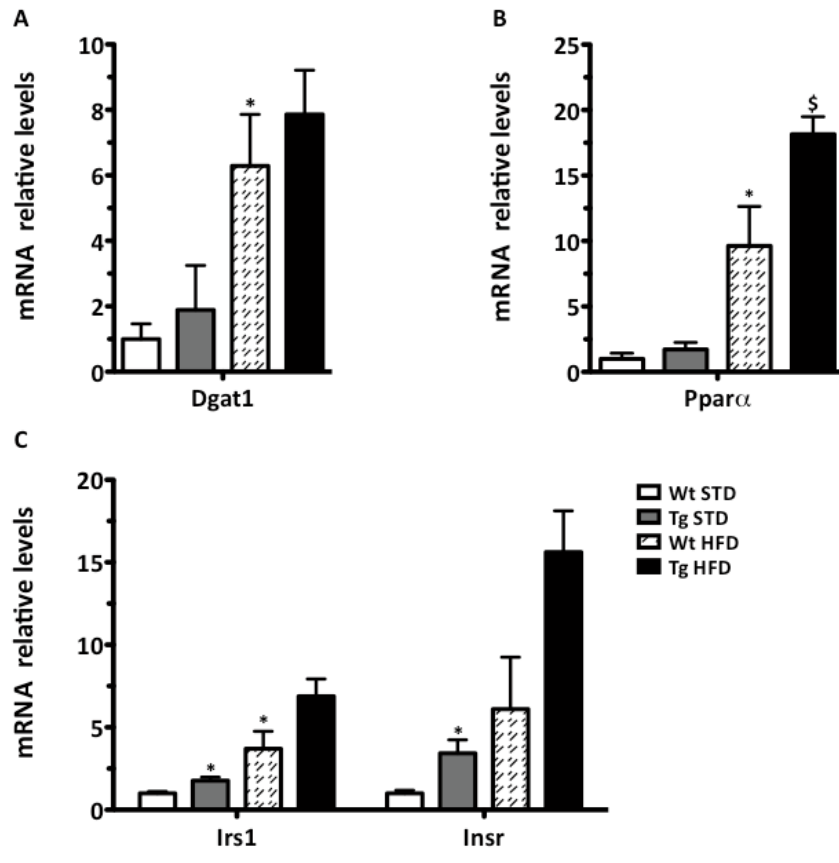 A
mRNA relative levels
10
8
6
4
2
0
*
Dgat1
B
mRNA relative levels
25
20
15
10
5
0
*
$
Pparα
C
mRNA relative levels
20
15
10
5
0
*
*
*
Irs1
Insr
Wt STD
Tg STD
Wt HFD
Tg HFD